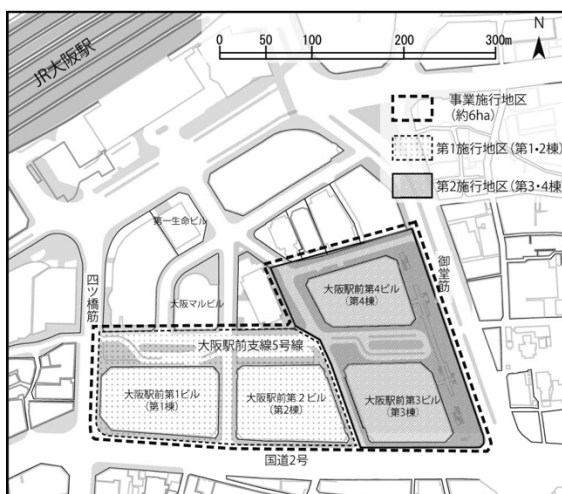 JR大阪駅
0 50 100 200 300m
N
事業施行地区
(約6ha)
第1施行地区(第1・2棟)
第2施行地区(第3・4棟)
第一生命ビル
大阪マルビル
四ツ橋筋
御堂筋
大阪駅前第4ビル
(第4棟)
大阪駅前支線5号線
大阪駅前第1ビル
(第1棟)
大阪駅前第2ビル
(第2棟)
大阪駅前第3ビル
(第3棟)
国道2号